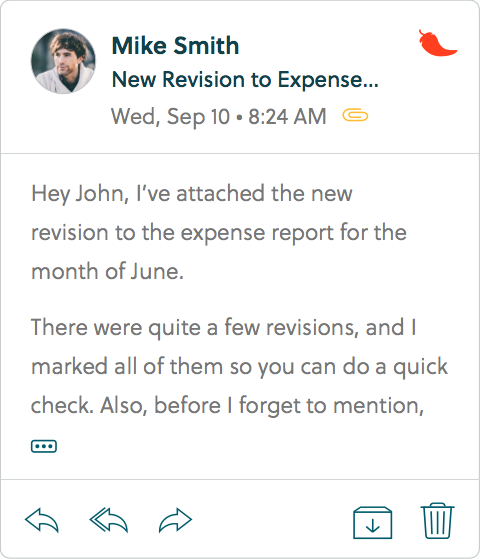 Mike Smith
New Revision to Expense...
Wed, Sep 10 • 8:24 AM
Hey John, I’ve attached the new
revision to the expense report for the
month of June.
There were quite a few revisions, and I
marked all of them so you can do a quick
check. Also, before I forget to mention,